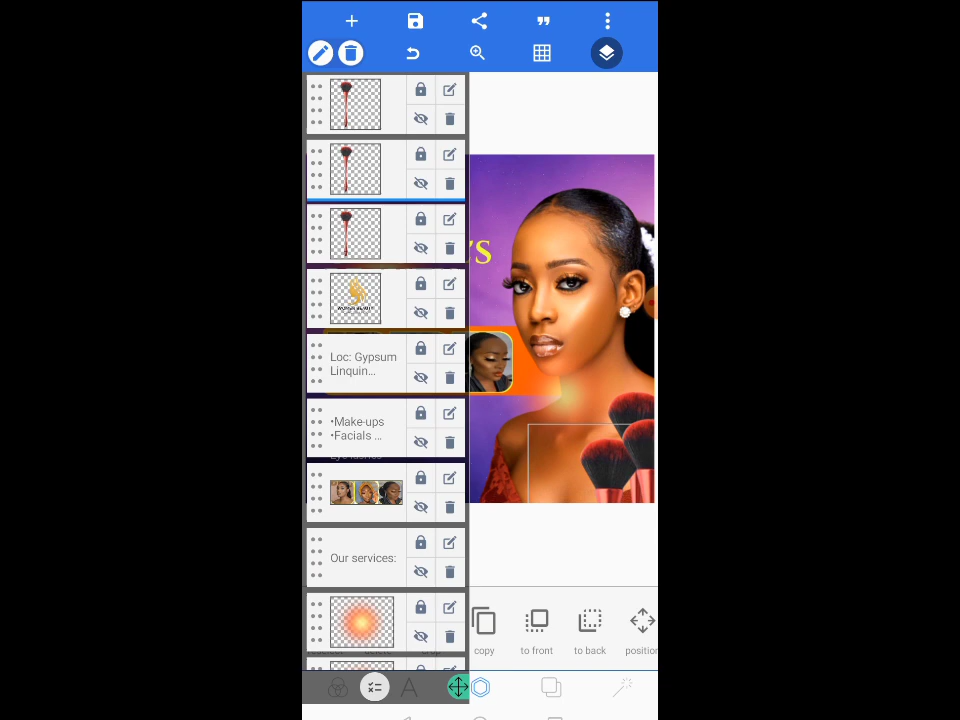 'S
Loc: Gypsum
Linquin...
•Make-ups
•Facials ...
Our services:
copy
to front
to back
position